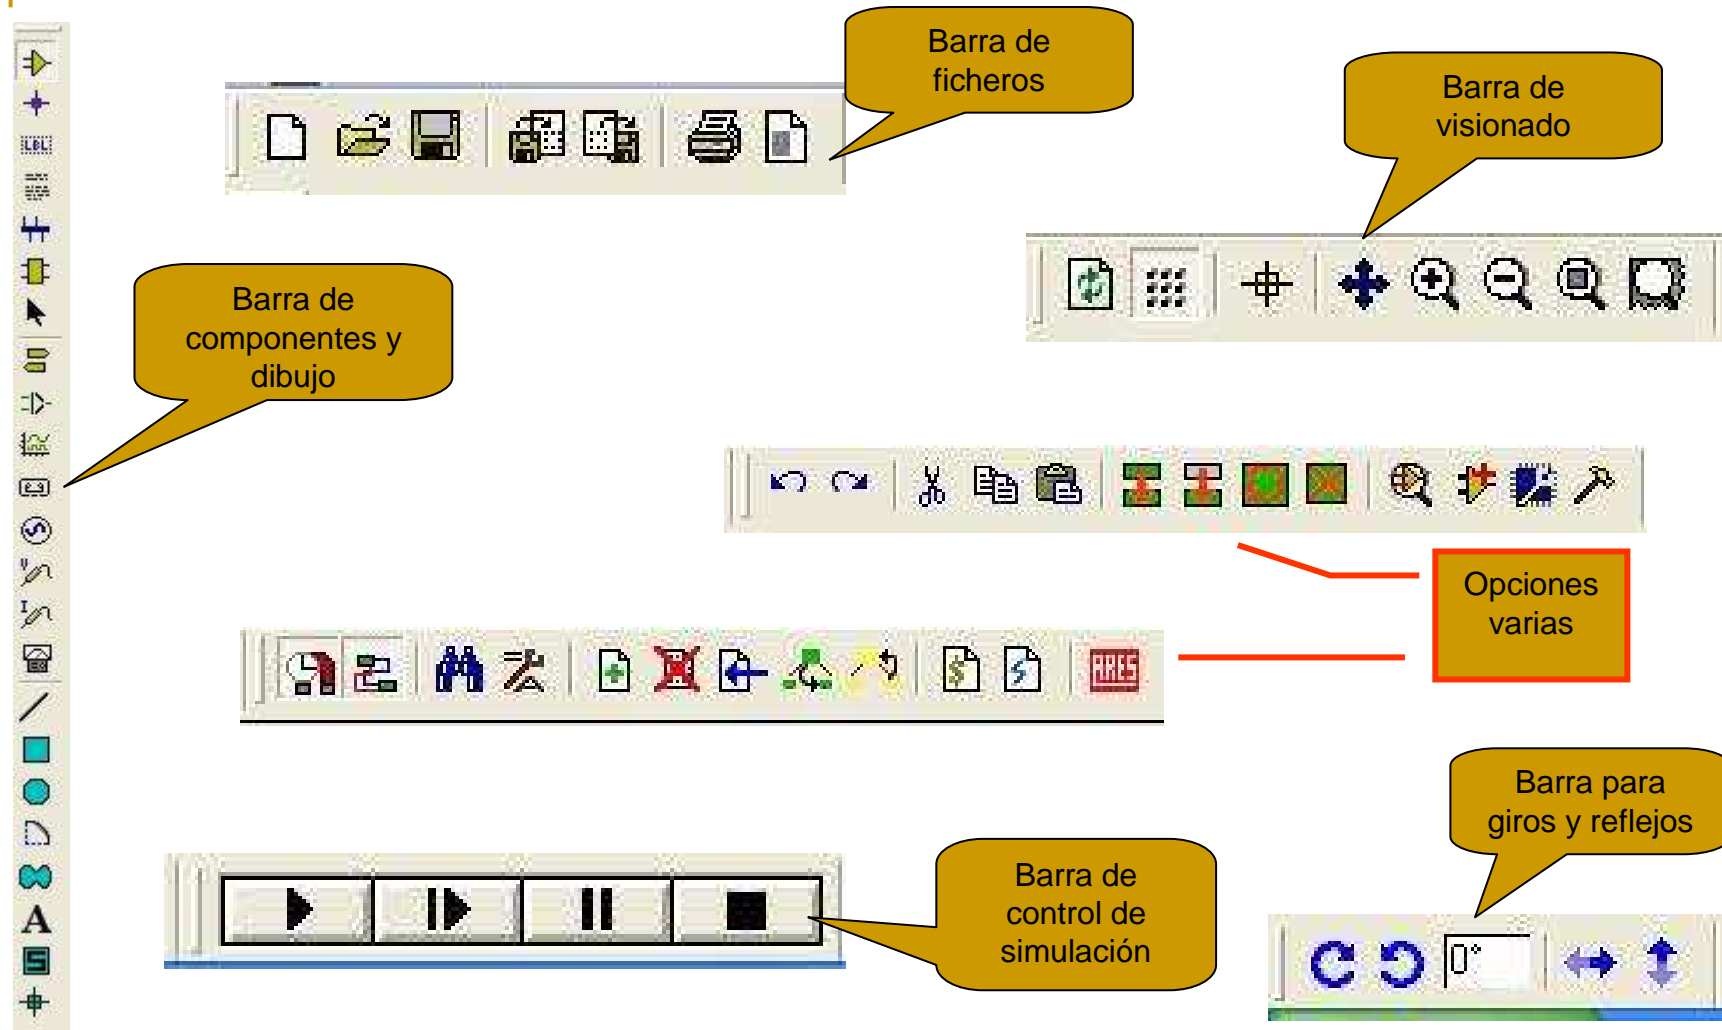 Barra de
ficheros
Barra de
visionado
LBL
Barra de
componentes y
dibujo
Opciones
varias
ARES
Barra para
giros y reflejos
Barra de
control de
simulación
0°
A
S